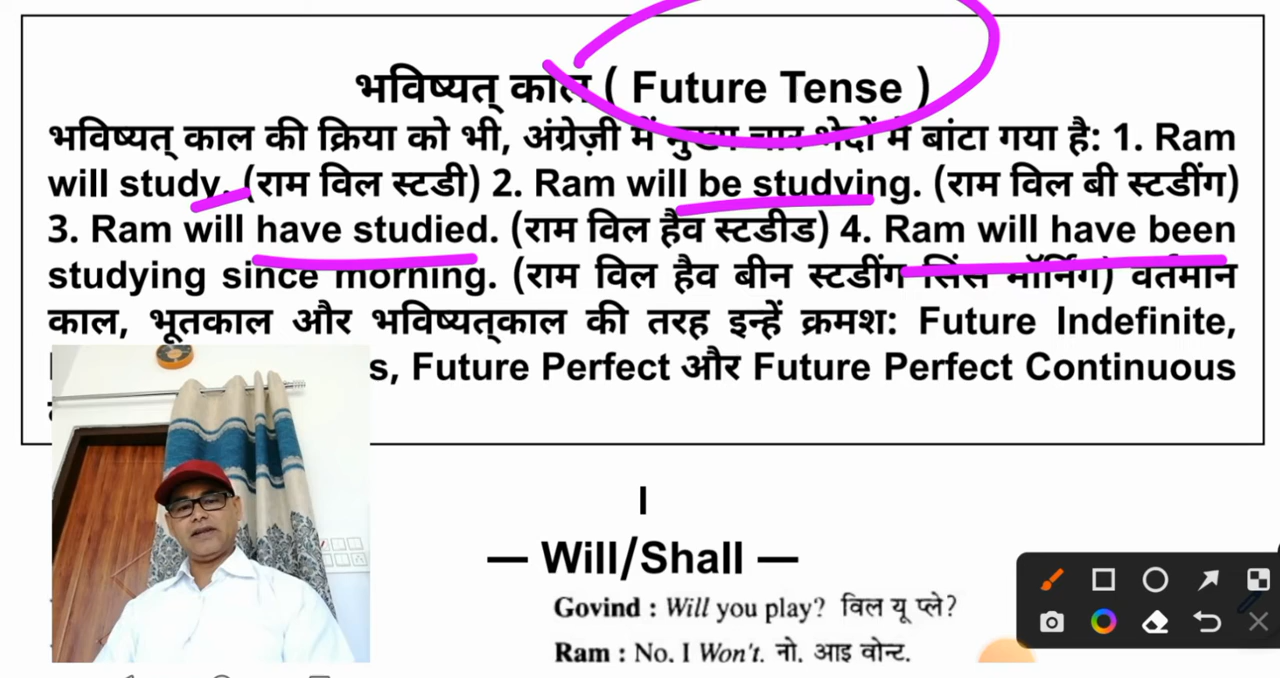 भविष्यत् काल ( Future Tense )
भविष्यत् काल की क्रिया को भी, अंग्रेज़ी में मुख्य चार भेदों में बांटा गया है: 1. Ram
will study. (राम विल स्टडी) 2. Ram will be studying. (राम विल बी स्टडींग)
3. Ram will have studied. (राम विल हैव स्टडीड) 4. Ram will have been
studying since morning. (राम विल हैव बीन स्टडींग सिंस मॉर्निंग) वर्तमान
काल, भूतकाल और भविष्यत्काल की तरह इन्हें क्रमश: Future Indefinite,
s, Future Perfect और Future Perfect Continuous
I
— Will/Shall —
Govind : Will you play? विल यू प्ले?
Ram : No, I Won't. नो, आइ वोन्ट.